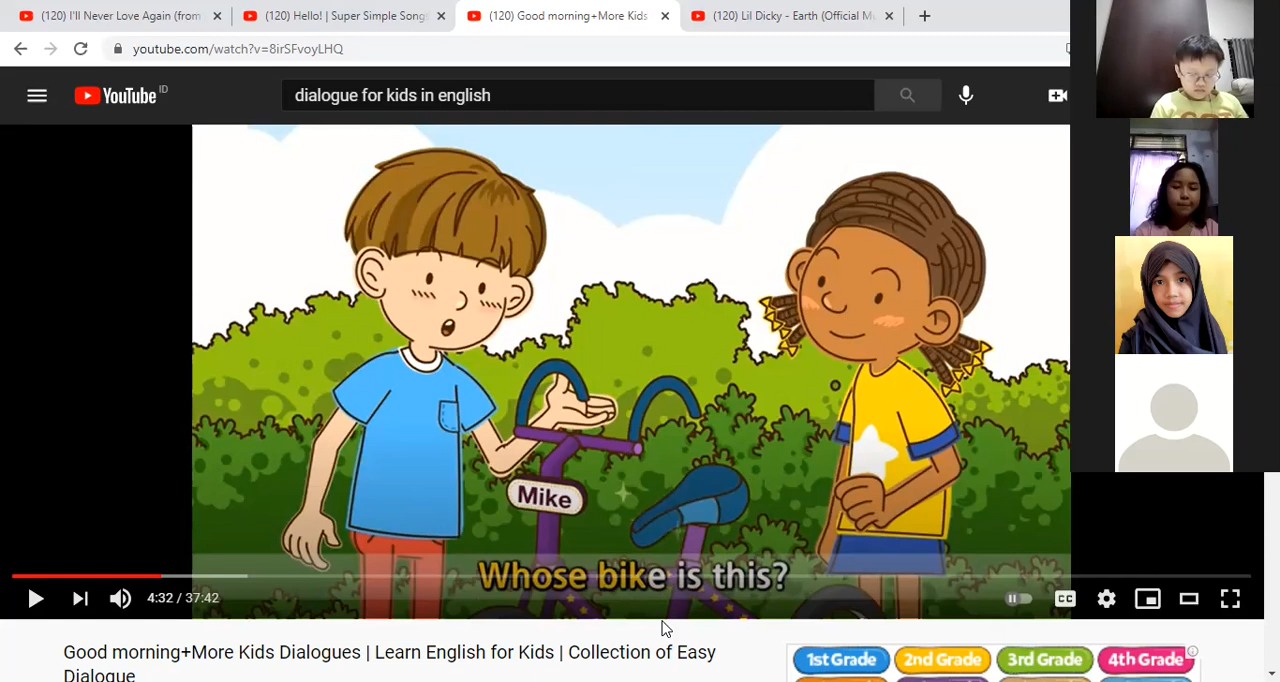 (120) I'll Never Love Again (from
(120) Hello! | Super Simple Songs
(120) Good morning+More Kids
(120) Lil Dicky - Earth (Official Mu
youtube.com/watch?v=8irSFvoyLHQ
YouTube ID
dialogue for kids in english
Mike
Whose bike is this?
4:32 / 37:42
CC
Good morning+More Kids Dialogues | Learn English for Kids | Collection of Easy
Dialogue
1st Grade
2nd Grade
3rd Grade
4th Grade